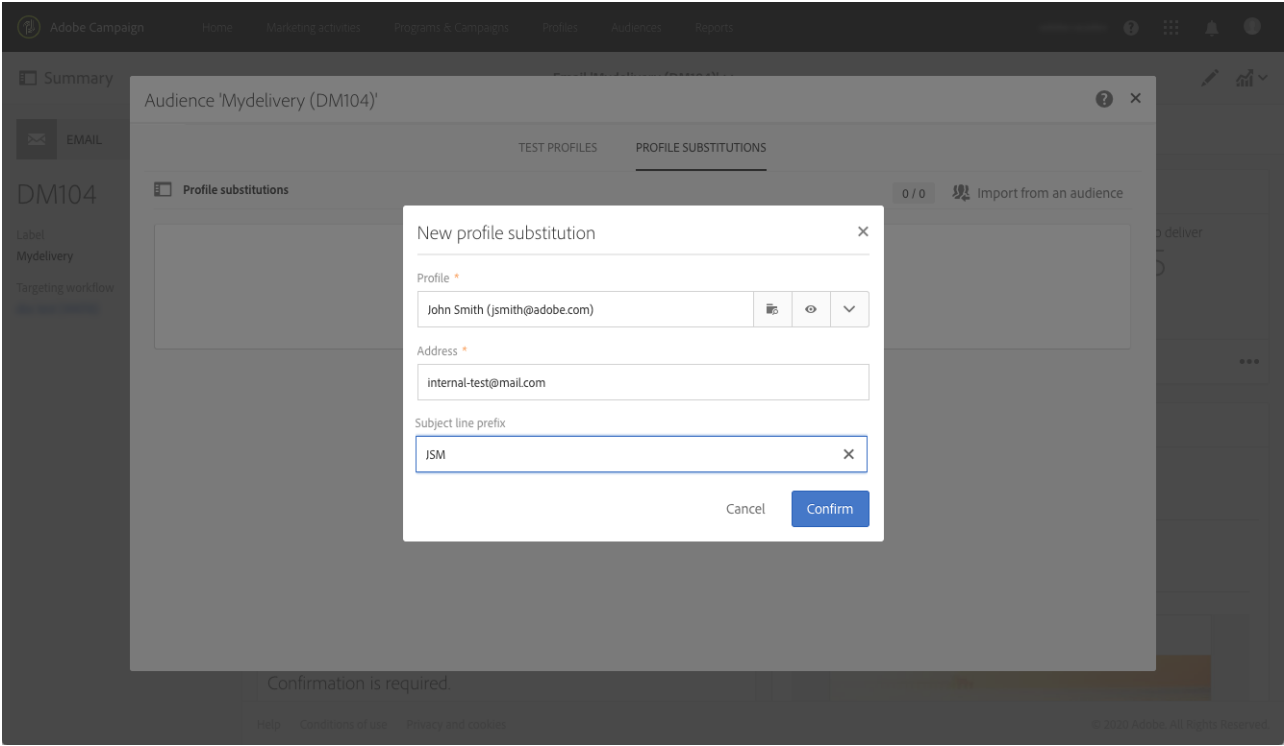 Adobe Campaign Home Marketing activities Programs & Campaigns Profiles Audiences Reports
Summary
Audience 'Mydelivery (DM104)'
EMAIL
TEST PROFILES PROFILE SUBSTITUTIONS
DM104
Profile substitutions
0 / 0 Import from an audience
Label
Mydelivery
deliver
Targeting workflow
New profile substitution
Profile *
John Smith (jsmith@adobe.com)
Address *
internal-test@mail.com
Subject line prefix
JSM
Cancel Confirm
Confirmation is required.
Help Conditions of use Privacy and cookies © 2020 Adobe. All Rights Reserved.